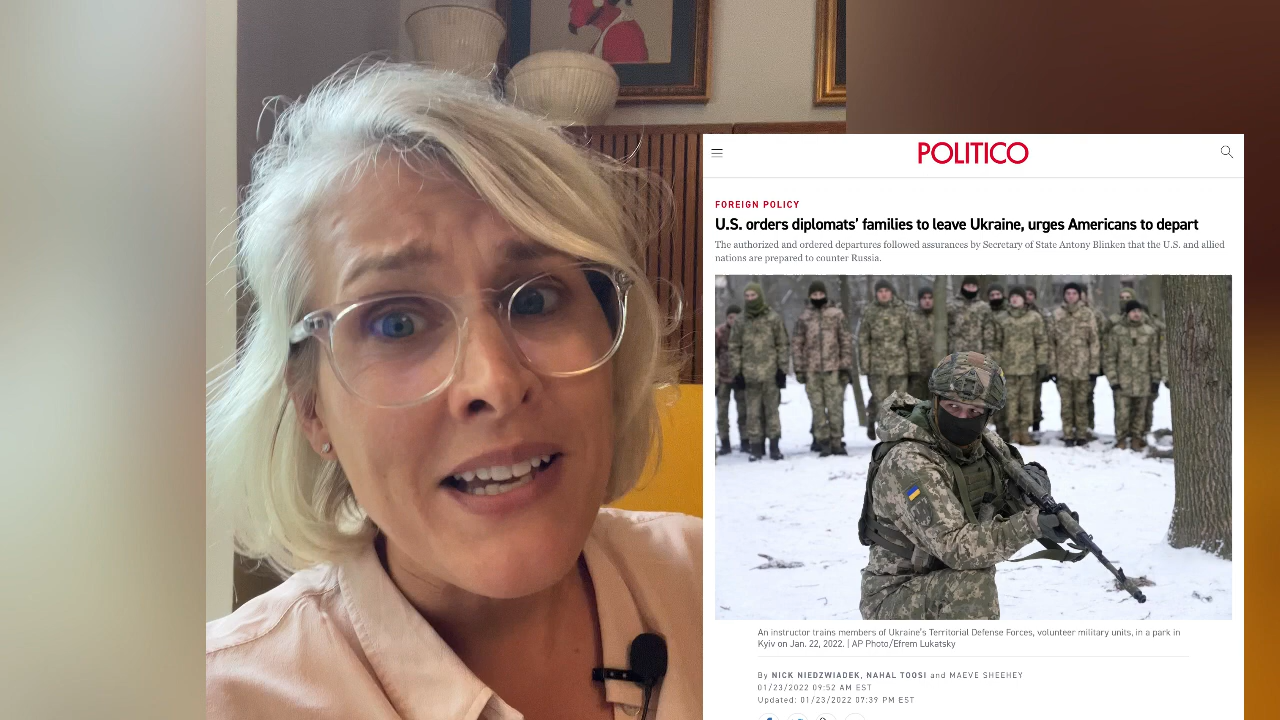 POLITICO
FOREIGN POLICY
U.S. orders diplomats’ families to leave Ukraine, urges Americans to depart
The authorized and ordered departures followed assurances by Secretary of State Antony Blinken that the U.S. and allied
nations are prepared to counter Russia.
An instructor trains members of Ukraine's Territorial Defense Forces, volunteer military units, in a park in
Kyiv on Jan. 22, 2022. | AP Photo/Efrem Lukatsky
By NICK NIEDZWIADEK, NAHAL TOOSI and MAEVE SHEEHEY
01/23/2022 09:52 AM EST
Updated: 01/23/2022 07:39 PM EST